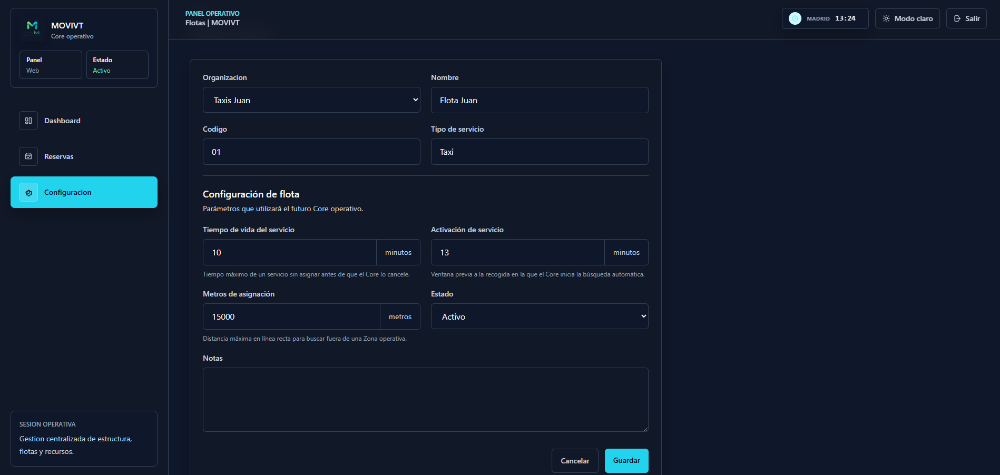 MOVIVT
Core operativo
Panel
Web
Estado
Activo
Dashboard
Reservas
Configuracion
SESION OPERATIVA
Gestion centralizada de estructura,
flotas y recursos.
PANEL OPERATIVO
Flotas | MOVIVT
MADRID 13:24
Modo claro
Salir
Organizacion
Taxis Juan
Nombre
Flota Juan
Codigo
01
Tipo de servicio
Taxi
Configuración de flota
Parámetros que utilizará el futuro Core operativo.
Tiempo de vida del servicio
10 minutos
Tiempo máximo de un servicio sin asignar antes de que el Core lo cancele.
Activación de servicio
13 minutos
Ventana previa a la recogida en la que el Core inicia la búsqueda automática.
Metros de asignación
15000 metros
Distancia máxima en línea recta para buscar fuera de una Zona operativa.
Estado
Activo
Notas
Cancelar
Guardar